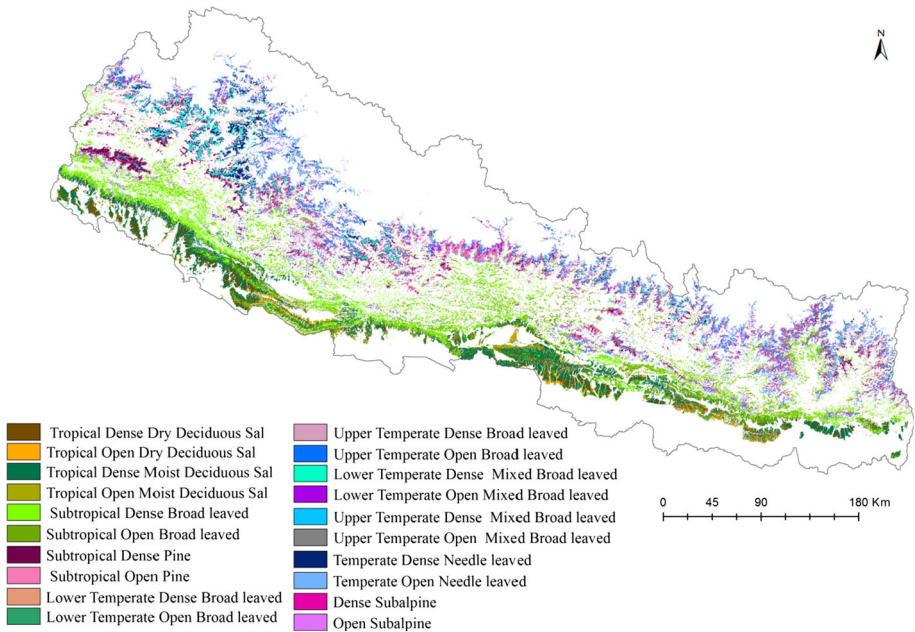 N
Tropical Dense Dry Deciduous Sal
Tropical Open Dry Deciduous Sal
Tropical Dense Moist Deciduous Sal
Tropical Open Moist Deciduous Sal
Subtropical Dense Broad leaved
Subtropical Open Broad leaved
Subtropical Dense Pine
Subtropical Open Pine
Lower Temperate Dense Broad leaved
Lower Temperate Open Broad leaved
Upper Temperate Dense Broad leaved
Upper Temperate Open Broad leaved
Lower Temperate Dense Mixed Broad leaved
Lower Temperate Open Mixed Broad leaved
Upper Temperate Dense Mixed Broad leaved
Upper Temperate Open Mixed Broad leaved
Temperate Dense Needle leaved
Temperate Open Needle leaved
Dense Subalpine
Open Subalpine
0 45 90 180 Km